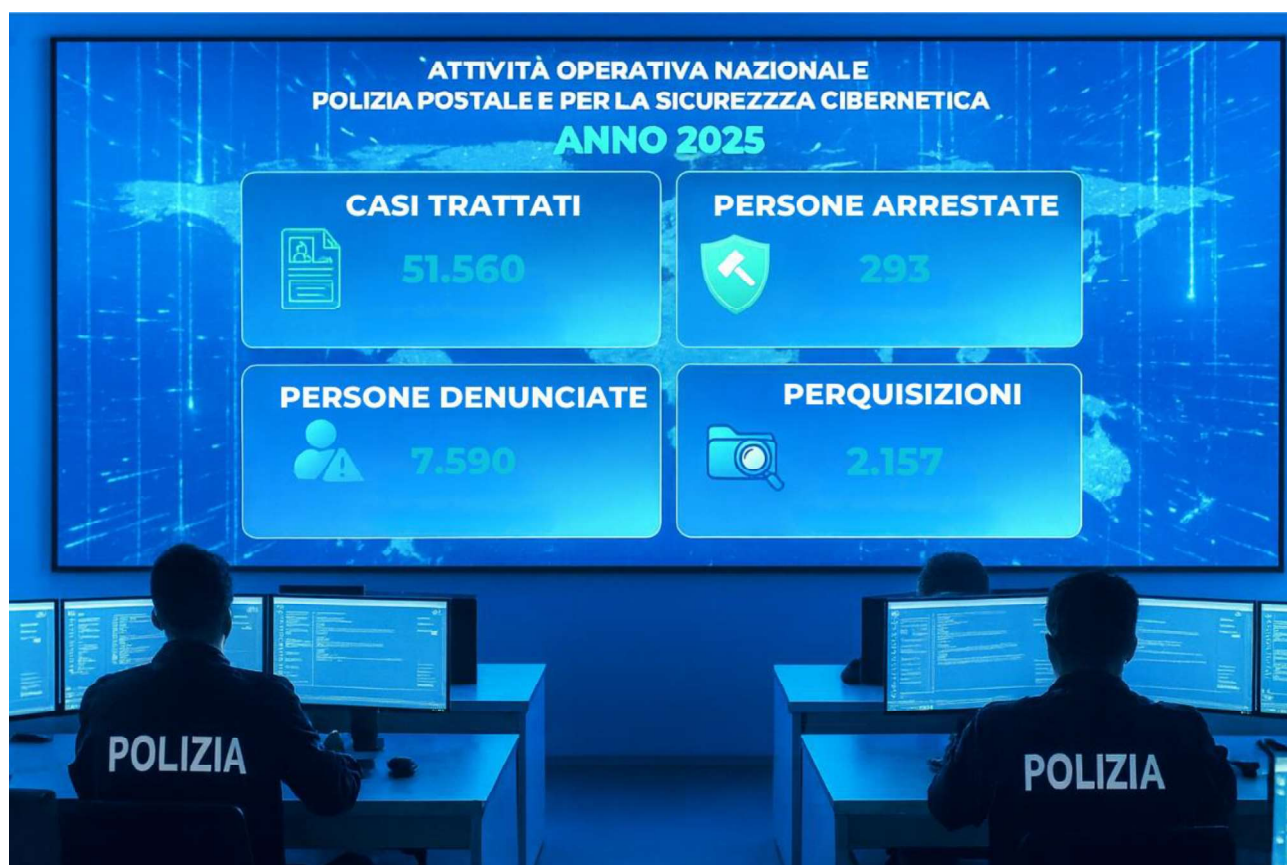 ATTIVITÀ OPERATIVA NAZIONALE
POLIZIA POSTALE E PER LA SICUREZZZA CIBERNETICA
ANNO 2025
CASI TRATTATI
51.560
PERSONE ARRESTATE
293
PERSONE DENUNCIATE
7.590
PERQUISIZIONI
2.157
POLIZIA
POLIZIA